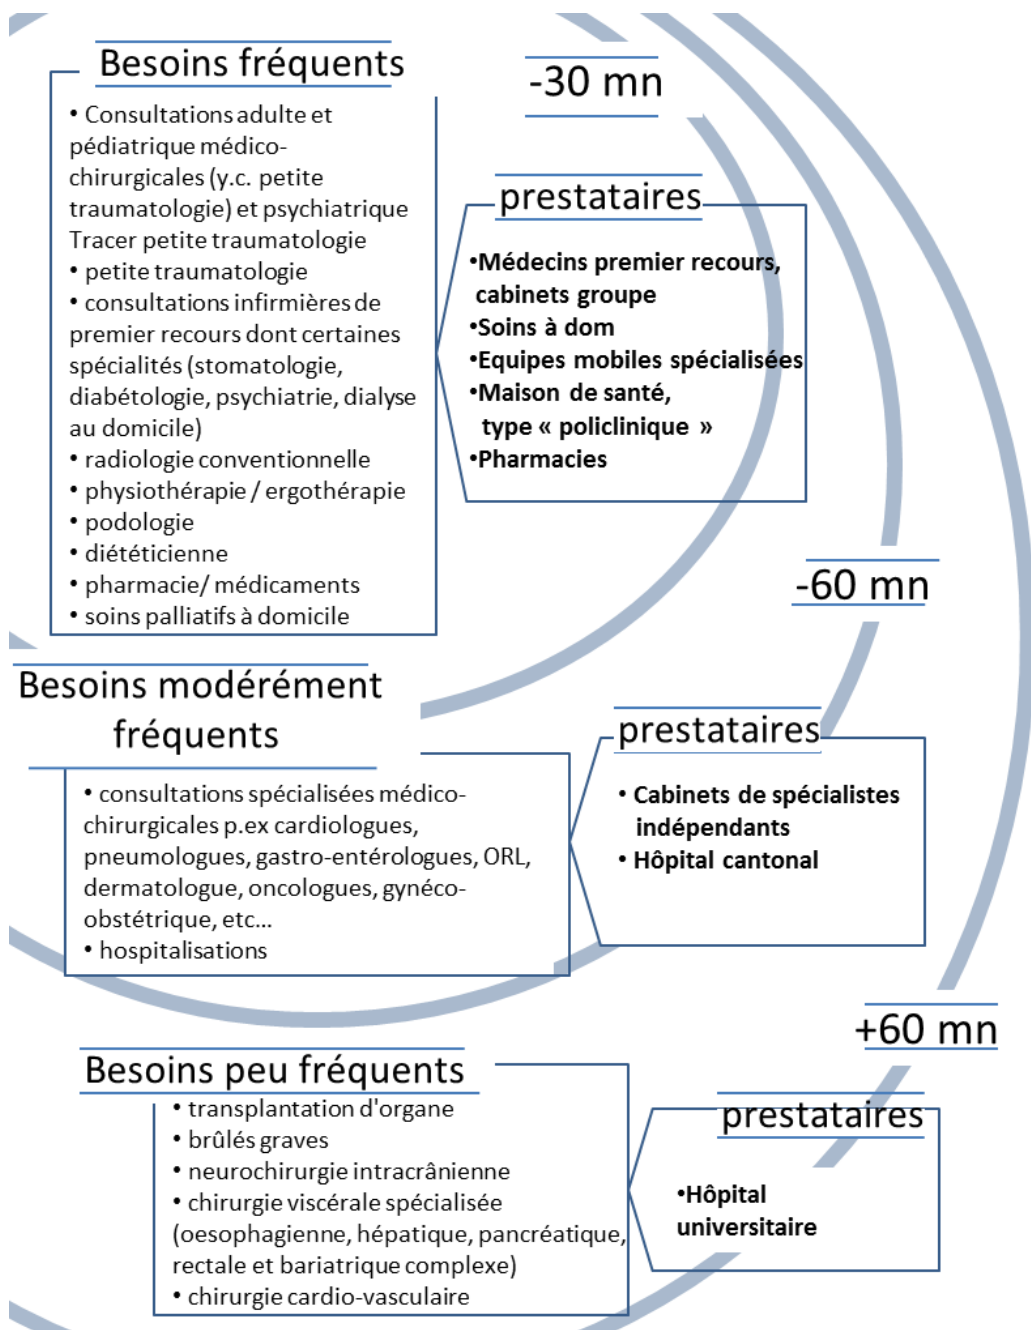 Besoins fréquents
-30 mn
• Consultations adulte et
pédiatrique médico-
chirurgicales (y.c. petite
traumatologie) et psychiatrique
Tracer petite traumatologie
• petite traumatologie
• consultations infirmières de
premier recours dont certaines
spécialités (stomatologie,
diabétologie, psychiatrie, dialyse
au domicile)
• radiologie conventionnelle
• physiothérapie / ergothérapie
• podologie
• diététicienne
• pharmacie/ médicaments
• soins palliatifs à domicile
prestataires
•Médecins premier recours,
cabinets groupe
•Soins à dom
•Equipes mobiles spécialisées
•Maison de santé,
type « policlinique »
•Pharmacies
-60 mn
Besoins modérément
fréquents
• consultations spécialisées médico-
chirurgicales p.ex cardiologues,
pneumologues, gastro-entérologues, ORL,
dermatologue, oncologues, gynéco-
obstétrique, etc...
• hospitalisations
prestataires
• Cabinets de spécialistes
indépendants
• Hôpital cantonal
+60 mn
Besoins peu fréquents
• transplantation d'organe
• brûlés graves
• neurochirurgie intracrânienne
• chirurgie viscérale spécialisée
(oesophagienne, hépatique, pancréatique,
rectale et bariatrique complexe)
• chirurgie cardio-vasculaire
prestataires
•Hôpital
universitaire